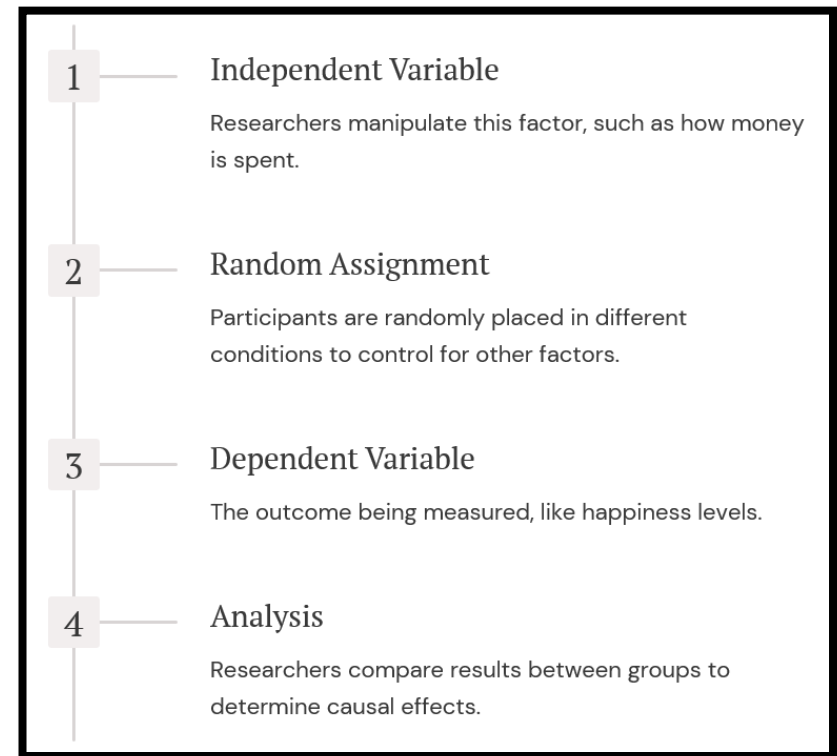 1
Independent Variable
Researchers manipulate this factor, such as how money
is spent.
2
Random Assignment
Participants are randomly placed in different
conditions to control for other factors.
3
Dependent Variable
The outcome being measured, like happiness levels.
4
Analysis
Researchers compare results between groups to
determine causal effects.